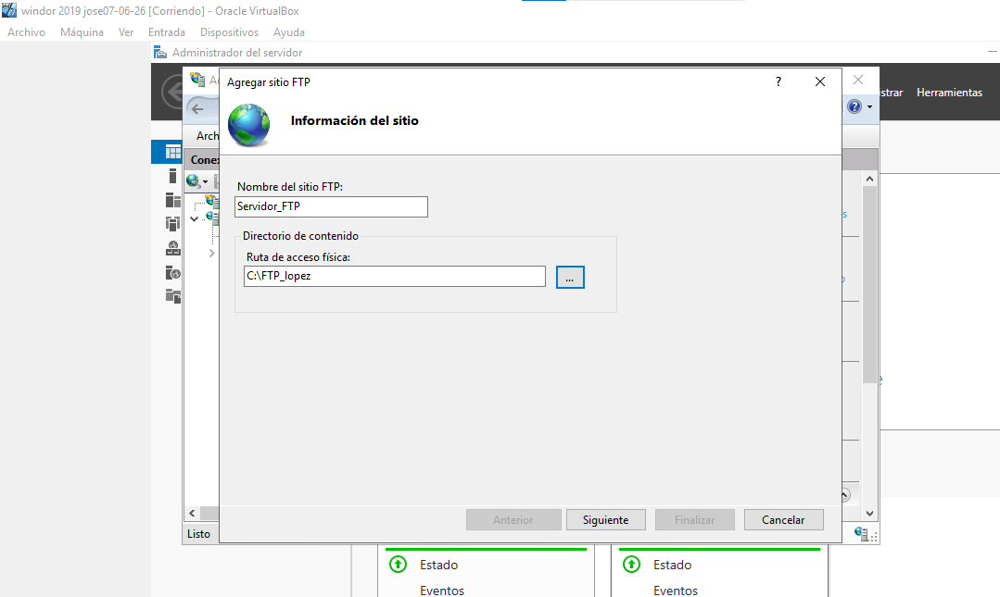 windor 2019 jose07-06-26 [Corriendo] - Oracle VirtualBox
Archivo Máquina Ver Entrada Dispositivos Ayuda
Administrador del servidor
Agregar sitio FTP ?
strar Herramientas
Información del sitio
Arch
Conex
Nombre del sitio FTP:
Servidor_FTP
Directorio de contenido
Ruta de acceso física:
C:\FTP_lopez ...
Anterior Siguiente Finalizar Cancelar
Listo
Estado Estado
Eventos Eventos